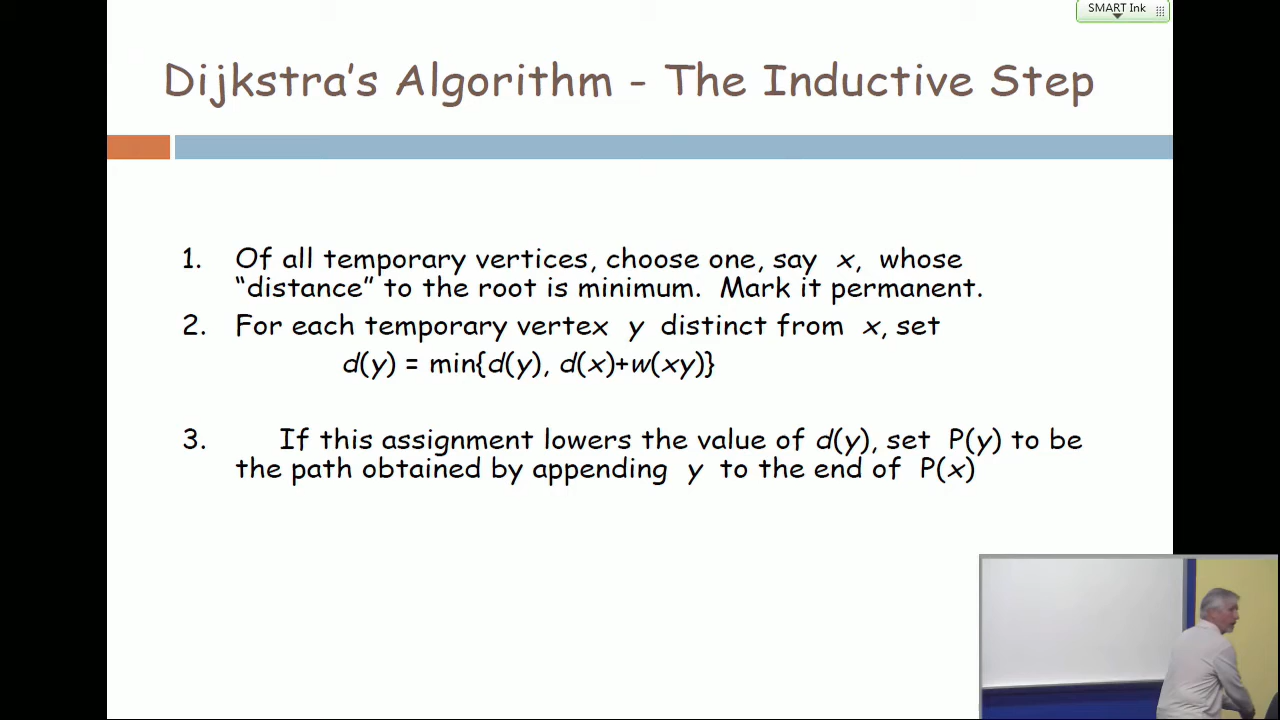 SMART Ink
Dijkstra's Algorithm - The Inductive Step
1. Of all temporary vertices, choose one, say x, whose
"distance" to the root is minimum. Mark it permanent.
2. For each temporary vertex y distinct from x, set
d(y) = min{d(y), d(x)+w(xy)}
3. If this assignment lowers the value of d(y), set P(y) to be
the path obtained by appending y to the end of P(x)